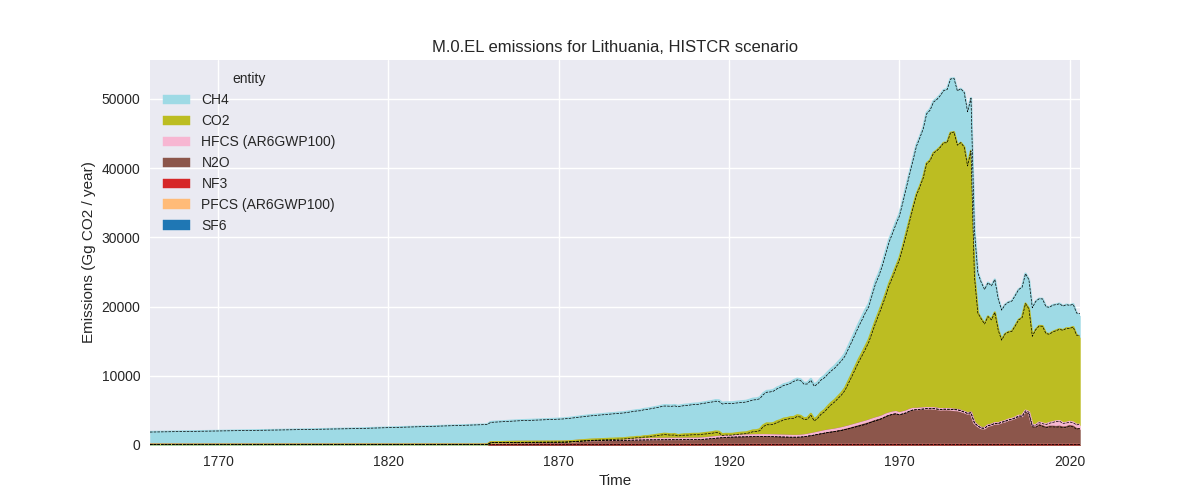 M.0.EL emissions for Lithuania, HISTCR scenario
entity
CH4
CO2
HFCS (AR6GWP100)
N2O
NF3
PFCS (AR6GWP100)
SF6
Emissions (Gg CO2 / year)
50000
40000
30000
20000
10000
0
1770
1820
1870
1920
1970
2020
Time